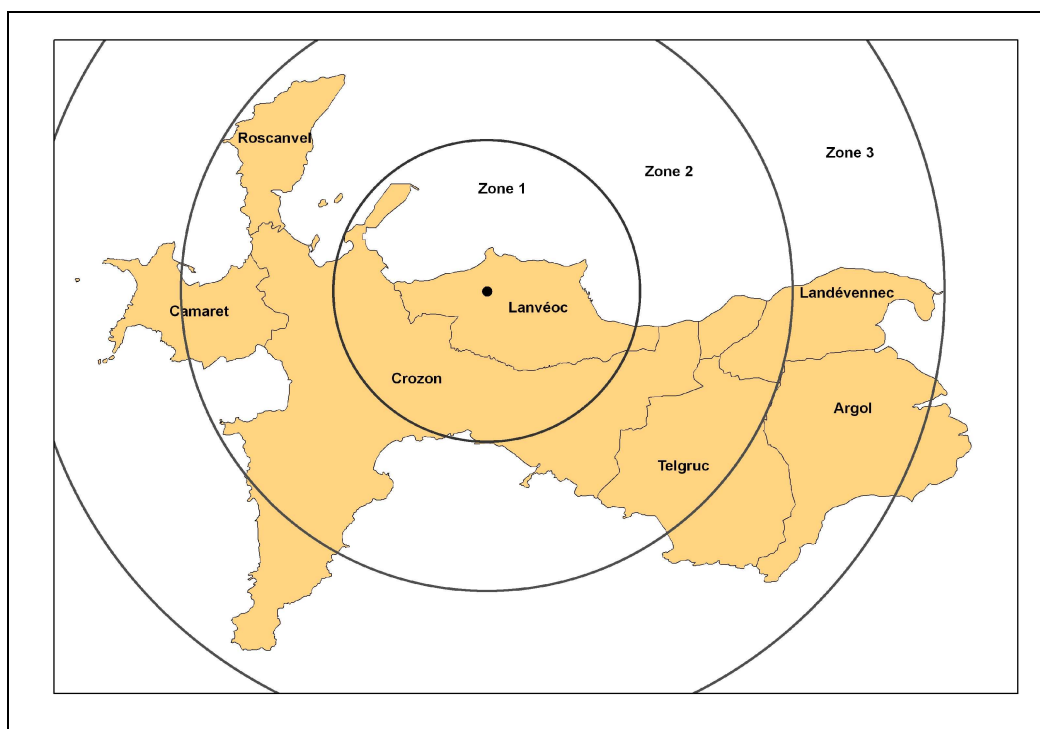 Roscanvel
Zone 3
Zone 2
Zone 1
Landévennec
Camaret
Lanvéoc
Crozon
Argol
Telgruc